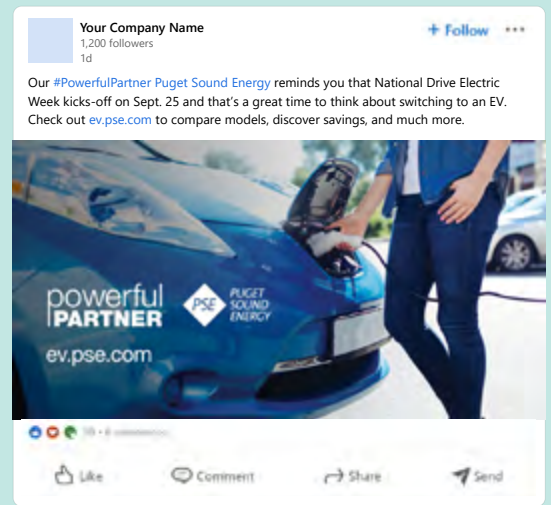 Your Company Name
+ Follow
1,200 followers
1d
Our #PowerfulPartner Puget Sound Energy reminds you that National Drive Electric
Week kicks-off on Sept. 25 and that's a great time to think about switching to an EV.
Check out ev.pse.com to compare models, discover savings, and much more.
powerful
PARTNER
PSE
PUGET
SOUND
ENERGY
ev.pse.com
Like
Comment
Share
Send